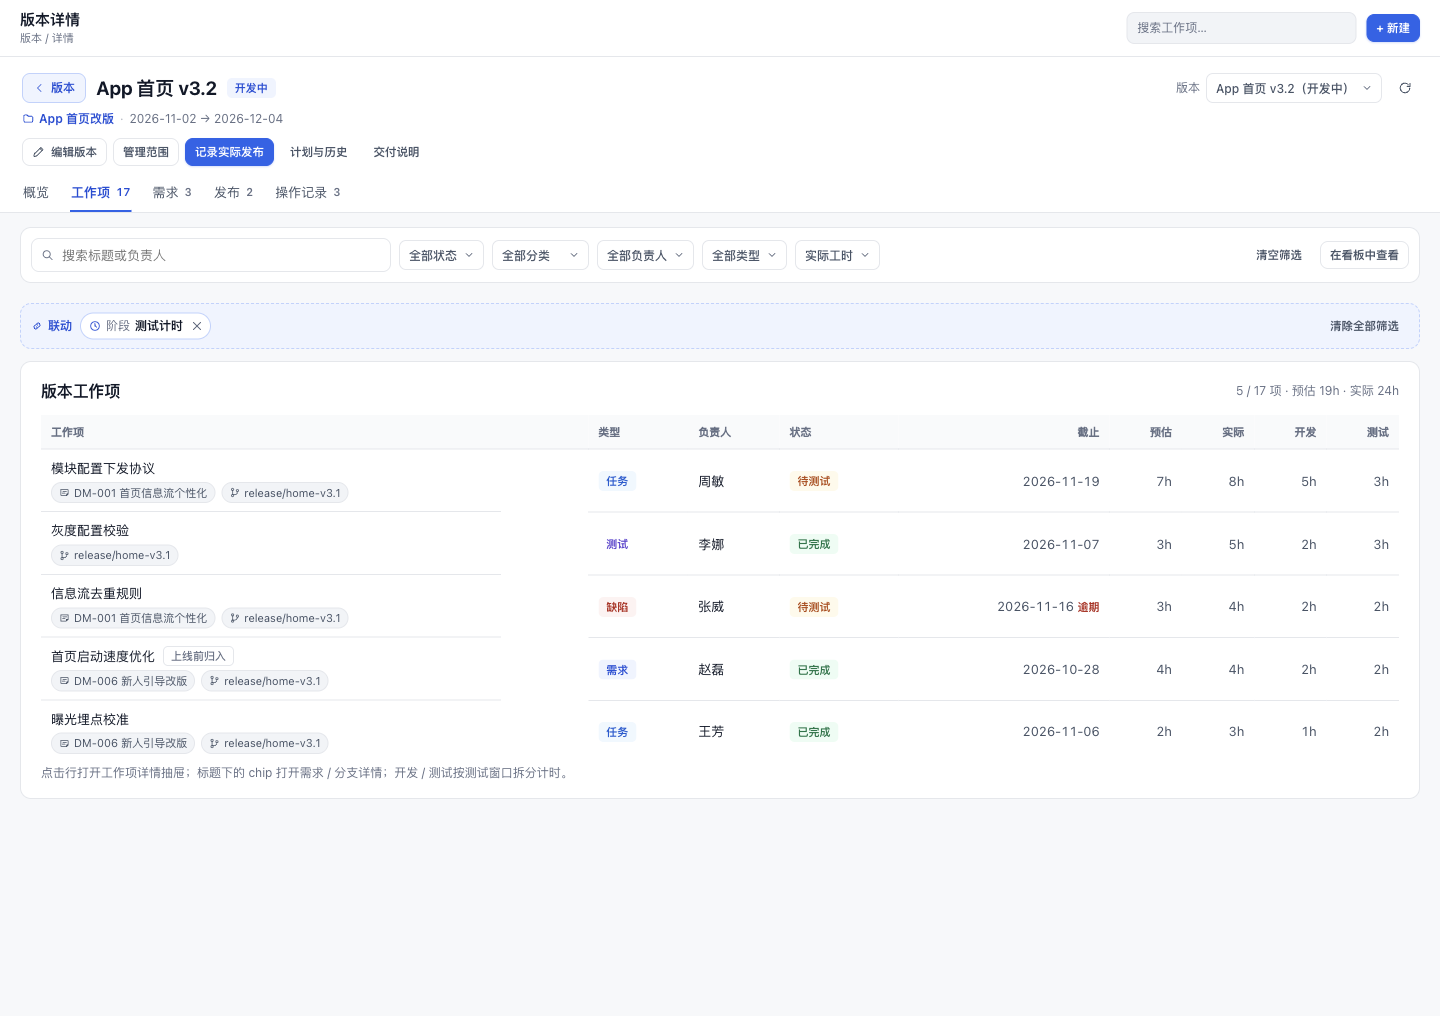 版本详情
版本 / 详情
搜索工作项...
+ 新建
版本
App 首页 v3.2
开发中
版本
App 首页 v3.2（开发中）
App 首页改版 · 2026-11-02 → 2026-12-04
编辑版本
管理范围
记录实际发布
计划与历史
交付说明
概览
工作项 17
需求 3
发布 2
操作记录 3
搜索标题或负责人
全部状态
全部分类
全部负责人
全部类型
实际工时
清空筛选
在看板中查看
联动
阶段 测试计时
清除全部筛选
版本工作项
5 / 17 项 · 预估 19h · 实际 24h
工作项 类型 负责人 状态 截止 预估 实际 开发 测试
模块配置下发协议
DM-001 首页信息流个性化 release/home-v3.1
任务 周敏 待测试 2026-11-19 7h 8h 5h 3h
灰度配置校验
release/home-v3.1
测试 李娜 已完成 2026-11-07 3h 5h 2h 3h
信息流去重规则
DM-001 首页信息流个性化 release/home-v3.1
缺陷 张威 待测试 2026-11-16 逾期 3h 4h 2h 2h
首页启动速度优化 上线前归入
DM-006 新人引导改版 release/home-v3.1
需求 赵磊 已完成 2026-10-28 4h 4h 2h 2h
曝光埋点校准
DM-006 新人引导改版 release/home-v3.1
任务 王芳 已完成 2026-11-06 2h 3h 1h 2h
点击行打开工作项详情抽屉；标题下的 chip 打开需求 / 分支详情；开发 / 测试按测试窗口拆分计时。